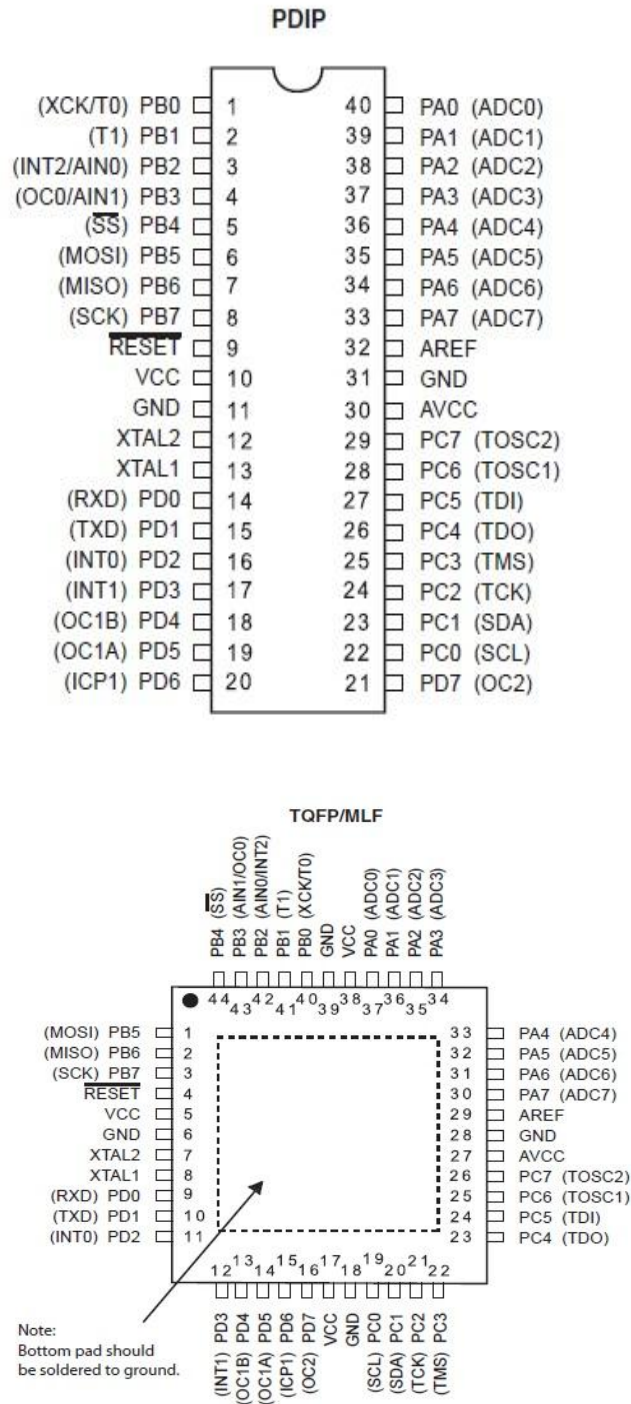 PDIP
(XCK/T0) PB0 1 40 PA0 (ADC0)
(T1) PB1 2 39 PA1 (ADC1)
(INT2/AIN0) PB2 3 38 PA2 (ADC2)
(OC0/AIN1) PB3 4 37 PA3 (ADC3)
(SS) PB4 5 36 PA4 (ADC4)
(MOSI) PB5 6 35 PA5 (ADC5)
(MISO) PB6 7 34 PA6 (ADC6)
(SCK) PB7 8 33 PA7 (ADC7)
RESET 9 32 AREF
VCC 10 31 GND
GND 11 30 AVCC
XTAL2 12 29 PC7 (TOSC2)
XTAL1 13 28 PC6 (TOSC1)
(RXD) PD0 14 27 PC5 (TDI)
(TXD) PD1 15 26 PC4 (TDO)
(INT0) PD2 16 25 PC3 (TMS)
(INT1) PD3 17 24 PC2 (TCK)
(OC1B) PD4 18 23 PC1 (SDA)
(OC1A) PD5 19 22 PC0 (SCL)
(ICP1) PD6 20 21 PD7 (OC2)
TQFP/MLF
PB4 (SS)
PB3 (AIN1/OC0)
PB2 (AIN0/INT2)
PB1 (T1)
PB0 (XCK/T0)
GND
VCC
PA0 (ADC0)
PA1 (ADC1)
PA2 (ADC2)
PA3 (ADC3)
44 43 42 41 40 39 38 37 36 35 34
(MOSI) PB5 1 33 PA4 (ADC4)
(MISO) PB6 2 32 PA5 (ADC5)
(SCK) PB7 3 31 PA6 (ADC6)
RESET 4 30 PA7 (ADC7)
VCC 5 29 AREF
GND 6 28 GND
XTAL2 7 27 AVCC
XTAL1 8 26 PC7 (TOSC2)
(RXD) PD0 9 25 PC6 (TOSC1)
(TXD) PD1 10 24 PC5 (TDI)
(INT0) PD2 11 23 PC4 (TDO)
12 13 14 15 16 17 18 19 20 21 22
(INT1) PD3
(OC1B) PD4
(OC1A) PD5
(ICP1) PD6
(OC2) PD7
VCC
GND
(SCL) PC0
(SDA) PC1
(TCK) PC2
(TMS) PC3
Note:
Bottom pad should
be soldered to ground.